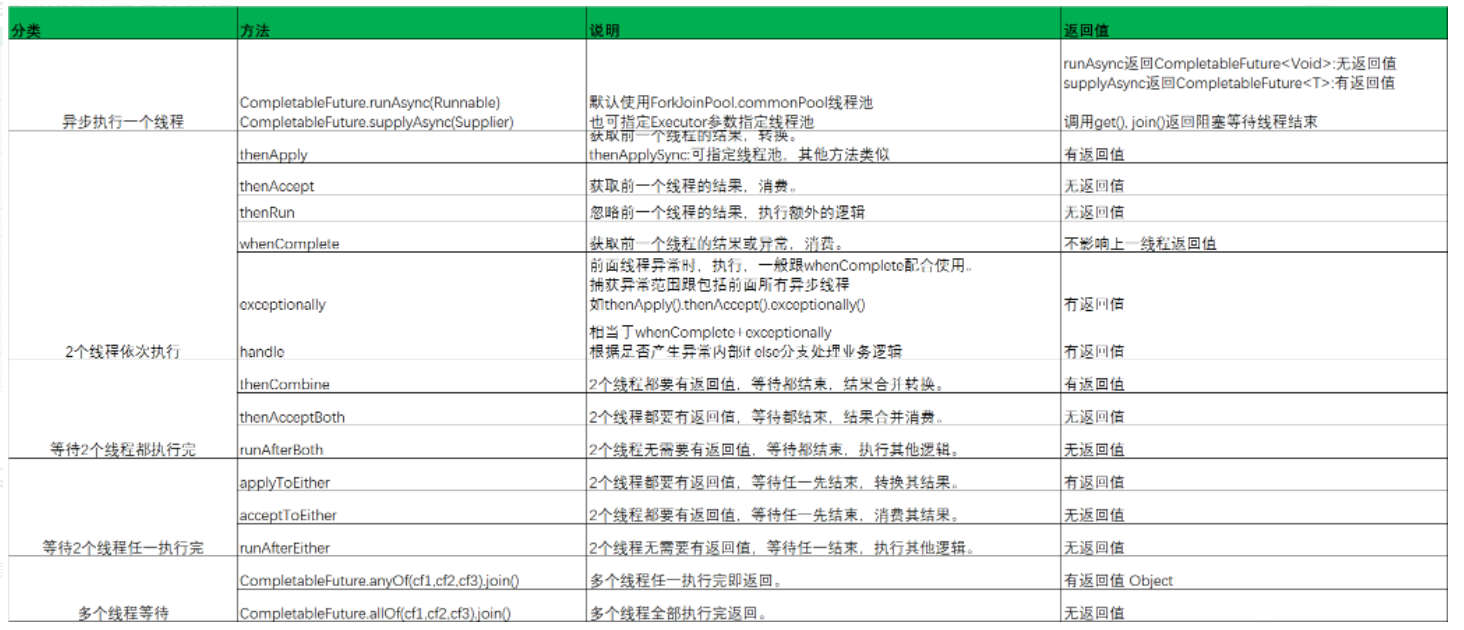 分类 方法 说明 返回值
runAsync返回CompletableFuture<Void>:无返回值
supplyAsync返回CompletableFuture<T>:有返回值
CompletableFuture.runAsync(Runnable) 默认使用ForkJoinPool.commonPool线程池
异步执行一个线程 CompletableFuture.supplyAsync(Supplier) 也可指定Executor参数指定线程池 调用get(), join()返回阻塞等待线程结束
获取前一个线程的结果，转换。
thenApply thenApplySync:可指定线程池，其他方法类似 有返回值
thenAccept 获取前一个线程的结果，消费。 无返回值
thenRun 忽略前一个线程的结果，执行额外的逻辑 无返回值
whenComplete 获取前一个线程的结果或异常，消费。 不影响上一线程返回值
前面线程异常时，执行，一般跟whenComplete配合使用。
捕获异常范围跟包括前面所有异步线程
exceptionally 如thenApply().thenAccept().exceptionally() 有返回值
相当于whenComplete+exceptionally
2个线程依次执行 handle 根据是否产生异常内部if else分支处理业务逻辑 有返回值
thenCombine 2个线程都要有返回值，等待都结束，结果合并转换。 有返回值
thenAcceptBoth 2个线程都要有返回值，等待都结束，结果合并消费。 无返回值
等待2个线程都执行完 runAfterBoth 2个线程无需要有返回值，等待都结束，执行其他逻辑。 无返回值
applyToEither 2个线程都要有返回值，等待任一先结束，转换其结果。 有返回值
acceptToEither 2个线程都要有返回值，等待任一先结束，消费其结果。 无返回值
等待2个线程任一执行完 runAfterEither 2个线程无需要有返回值，等待任一结束，执行其他逻辑。 无返回值
CompletableFuture.anyOf(cf1,cf2,cf3).join() 多个线程任一执行完即返回。 有返回值 Object
多个线程等待 CompletableFuture.allOf(cf1,cf2,cf3).join() 多个线程全部执行完返回。 无返回值